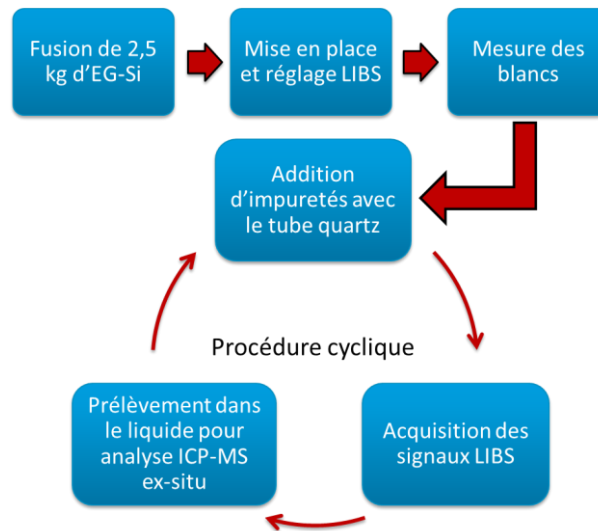 Fusion de 2,5
kg d'EG-Si
Mise en place
et réglage LIBS
Mesure des
blancs
Addition
d'impuretés avec
le tube quartz
Procédure cyclique
Prélèvement dans
le liquide pour
analyse ICP-MS
ex-situ
Acquisition des
signaux LIBS